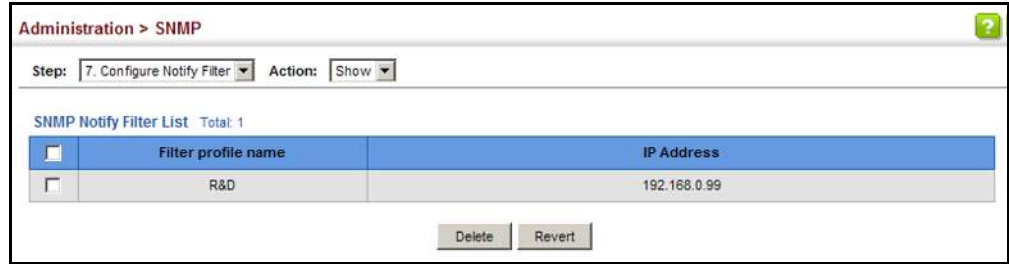 Administration > SNMP ?
Step: 7. Configure Notify Filter Action: Show
SNMP Notify Filter List Total: 1
Filter profile name IP Address
R&D 192.168.0.99
Delete Revert